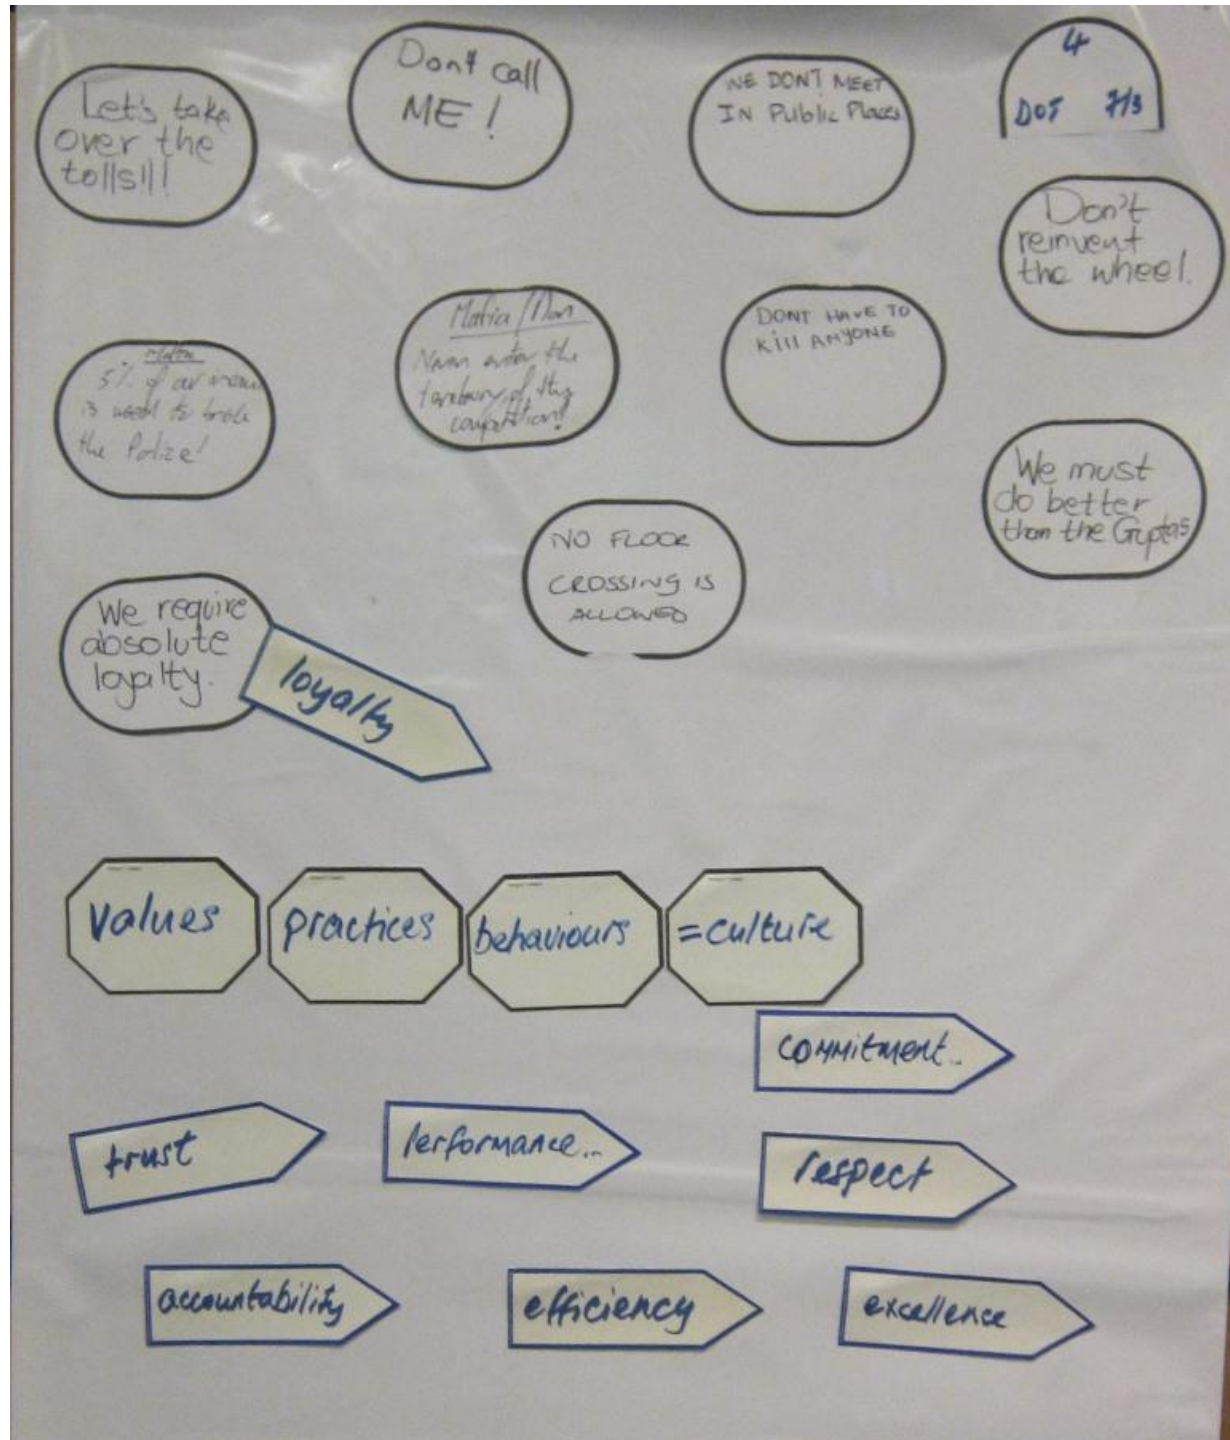 Let's take
over the
tolls!!!
Dont call
ME!
WE DON'T MEET
IN Public Places
4
DOT 7/3
Don't
reinvent
the wheel.
Mafia
5% of our income
is used to bribe
the Police!
Mafia/Don
Never enter the
territory of the
competition!
DONT HAVE TO
Kill ANYONE
We must
do better
than the Guptas
NO FLOOR
CROSSING IS
ALLOWED
We require
absolute
loyalty.
loyalty
values
practices
behaviours
=culture
commitment..
trust
Performance...
respect
accountability
efficiency
excellence